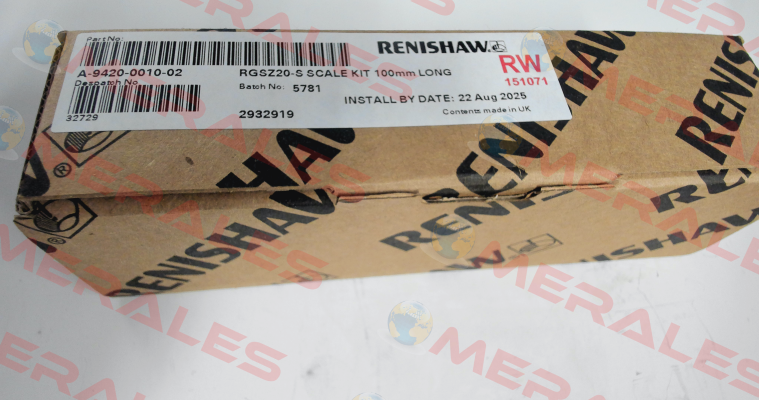 Part No:
RENISHAW
RW
151071
A-9420-0010-02
RGSZ20-S SCALE KIT 100mm LONG
Despatch No
Batch No: 5781
INSTALL BY DATE: 22 Aug 2025
32729
2932919
Contents made in UK
RENISHAW
RENISHAW
RENISHAW
RENISHAW
MERALES
MERALES
MERALES
MERALES